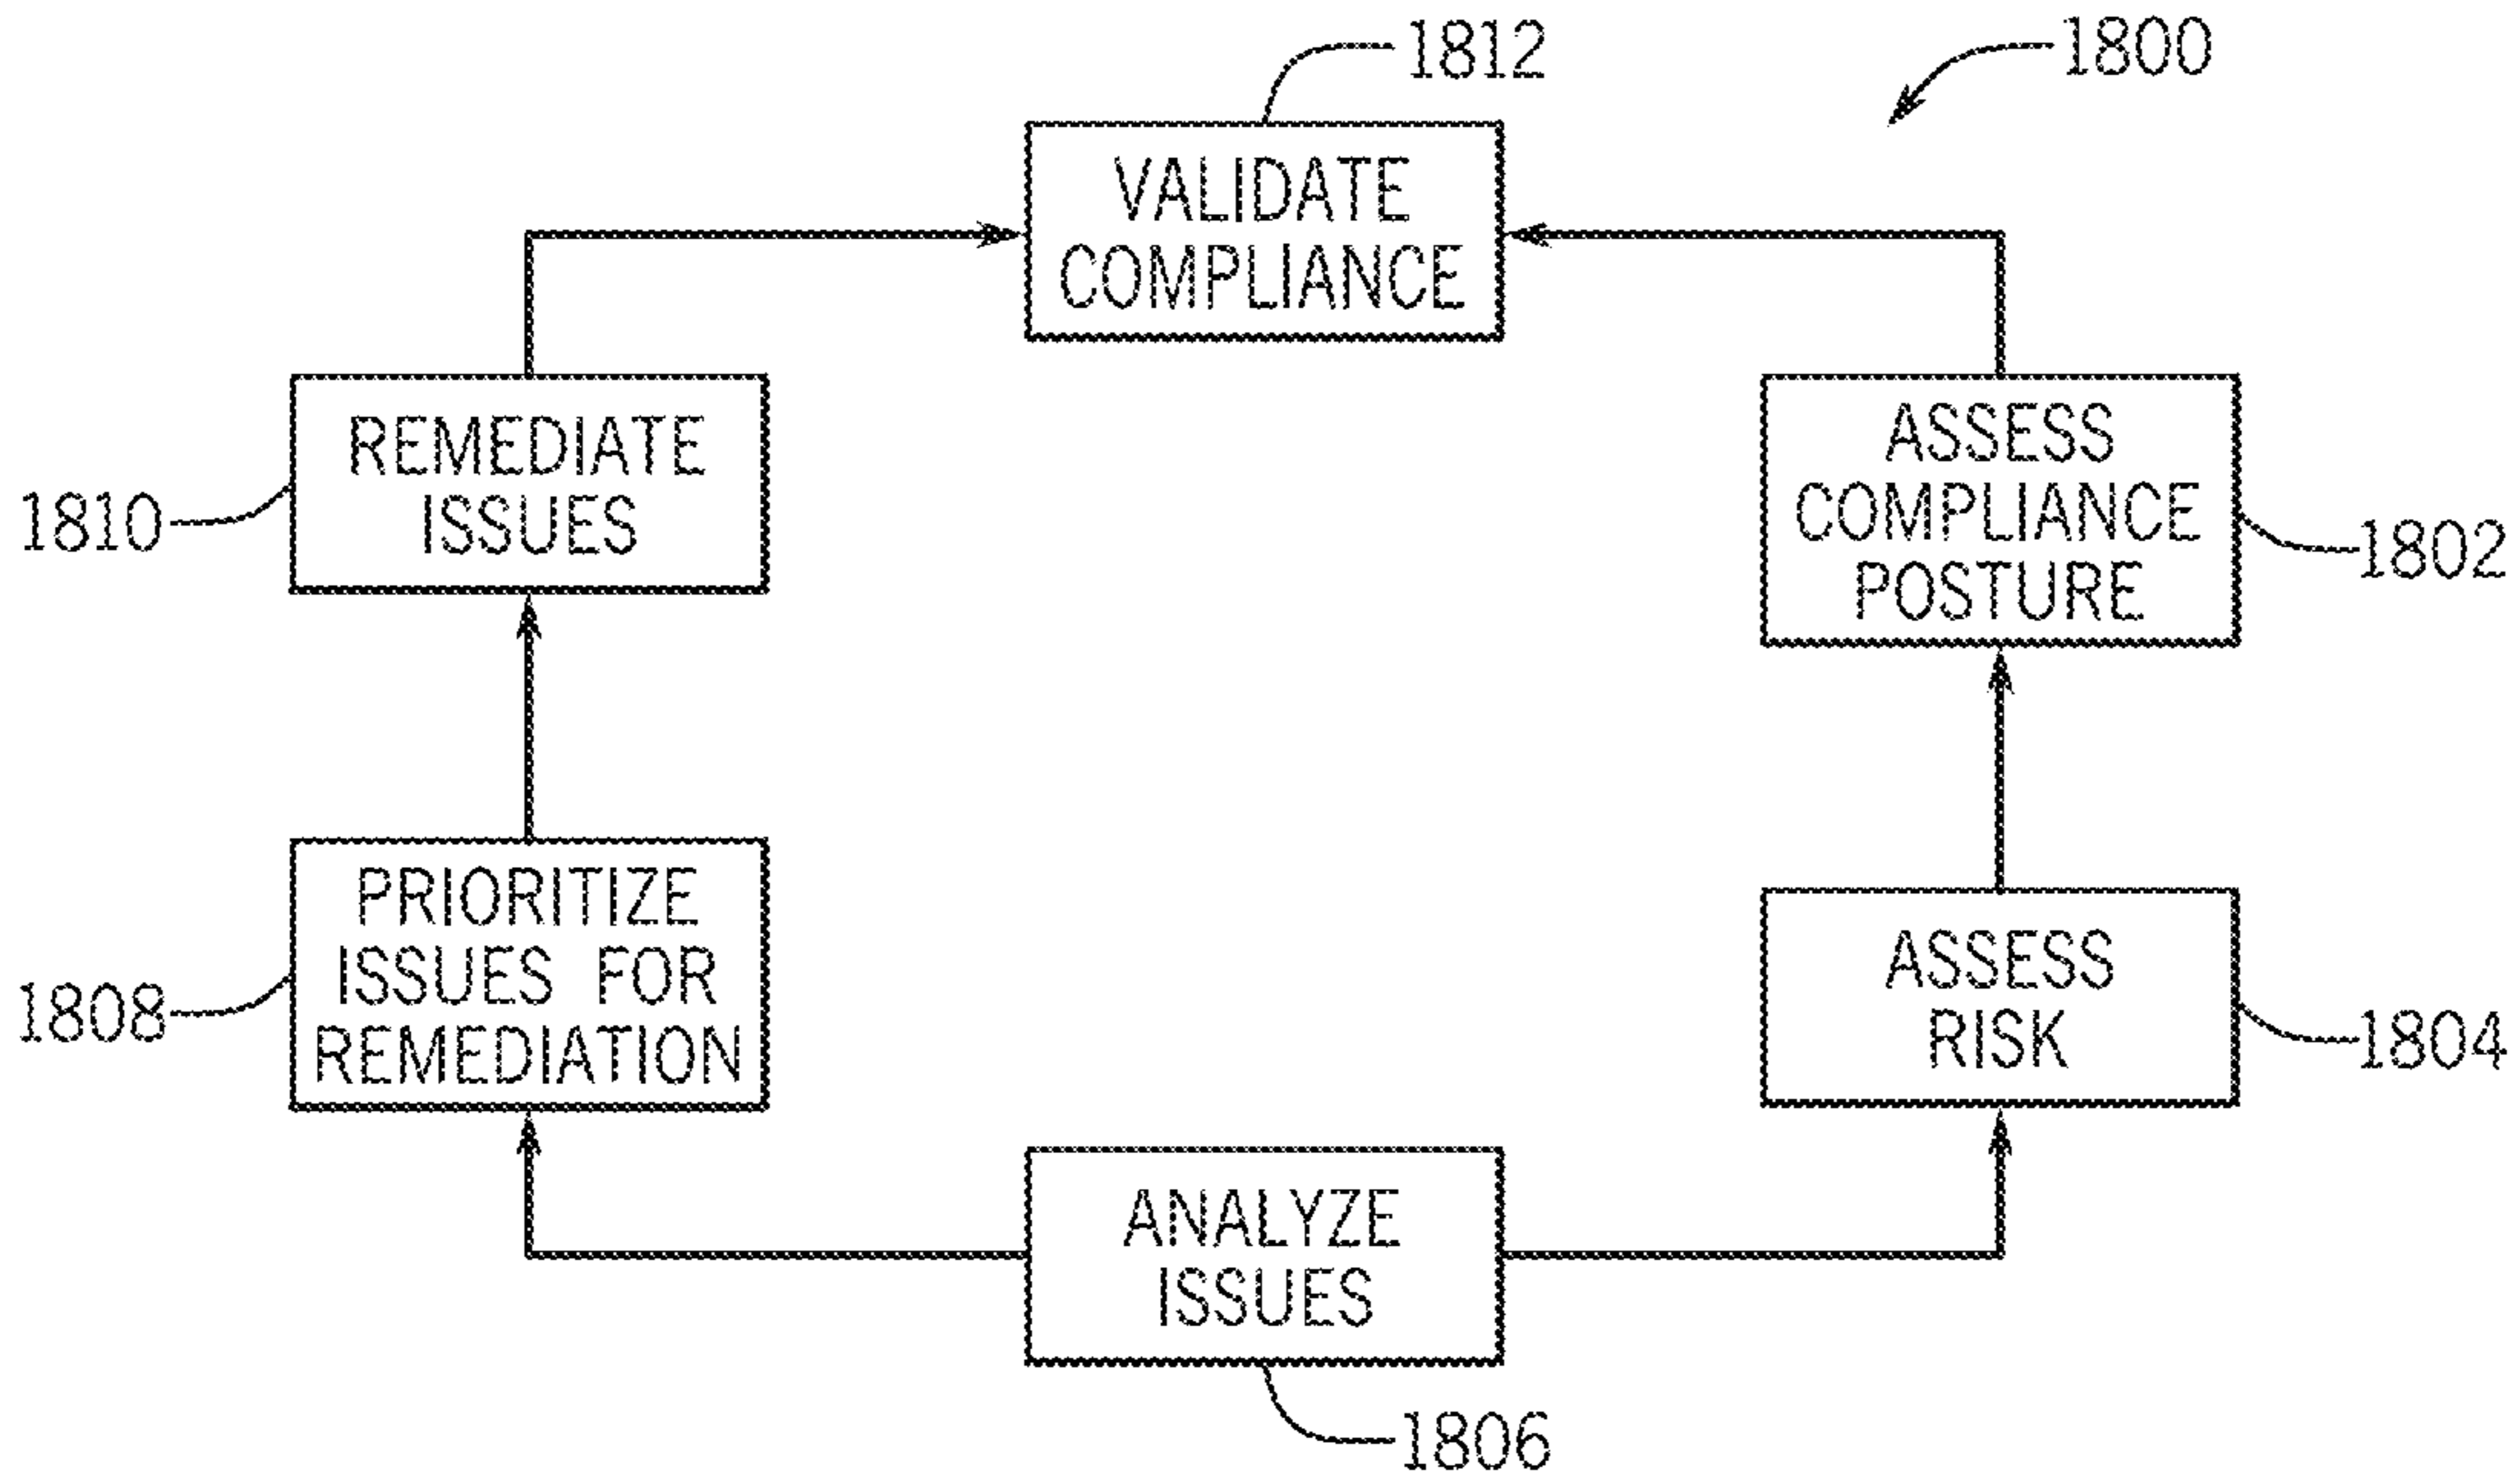 1812
1800
VALIDATE
COMPLIANCE
REMEDIATE
ISSUES
1810
ASSESS
COMPLIANCE
POSTURE
1802
PRIORITIZE
ISSUES FOR
REMEDIATION
1808
ASSESS
RISK
1804
ANALYZE
ISSUES
1806